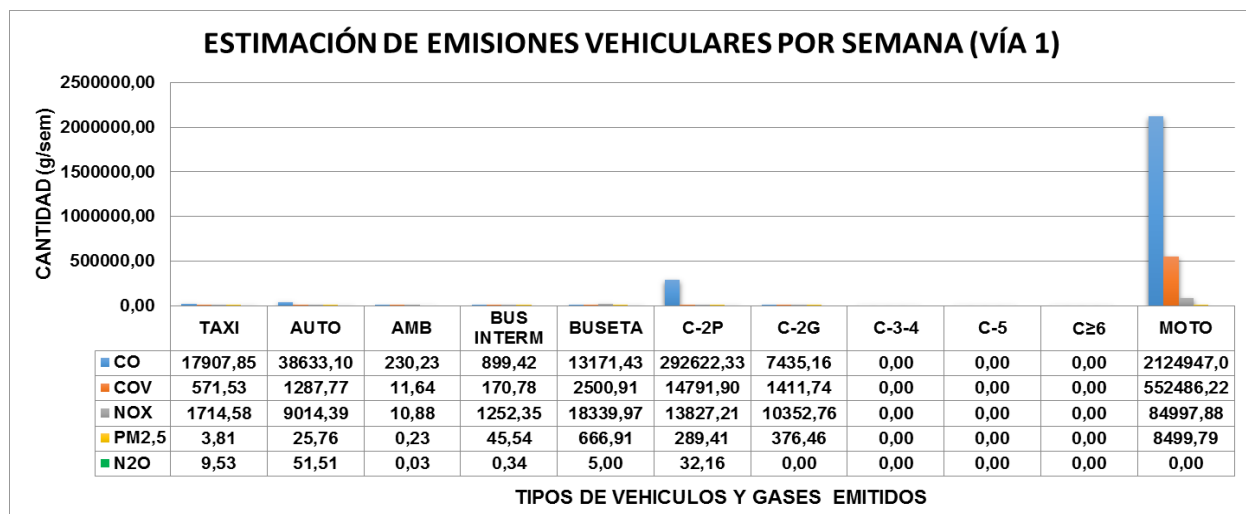 ESTIMACIÓN DE EMISIONES VEHICULARES POR SEMANA (VÍA 1)
CANTIDAD (g/sem)
2500000,00
2000000,00
1500000,00
1000000,00
500000,00
0,00
TAXI AUTO AMB BUS INTERM BUSETA C-2P C-2G C-3-4 C-5 C≥6 MOTO
CO 17907,85 38633,10 230,23 899,42 13171,43 292622,33 7435,16 0,00 0,00 0,00 2124947,0
COV 571,53 1287,77 11,64 170,78 2500,91 14791,90 1411,74 0,00 0,00 0,00 552486,22
NOX 1714,58 9014,39 10,88 1252,35 18339,97 13827,21 10352,76 0,00 0,00 0,00 84997,88
PM2,5 3,81 25,76 0,23 45,54 666,91 289,41 376,46 0,00 0,00 0,00 8499,79
N2O 9,53 51,51 0,03 0,34 5,00 32,16 0,00 0,00 0,00 0,00 0,00
TIPOS DE VEHICULOS Y GASES EMITIDOS